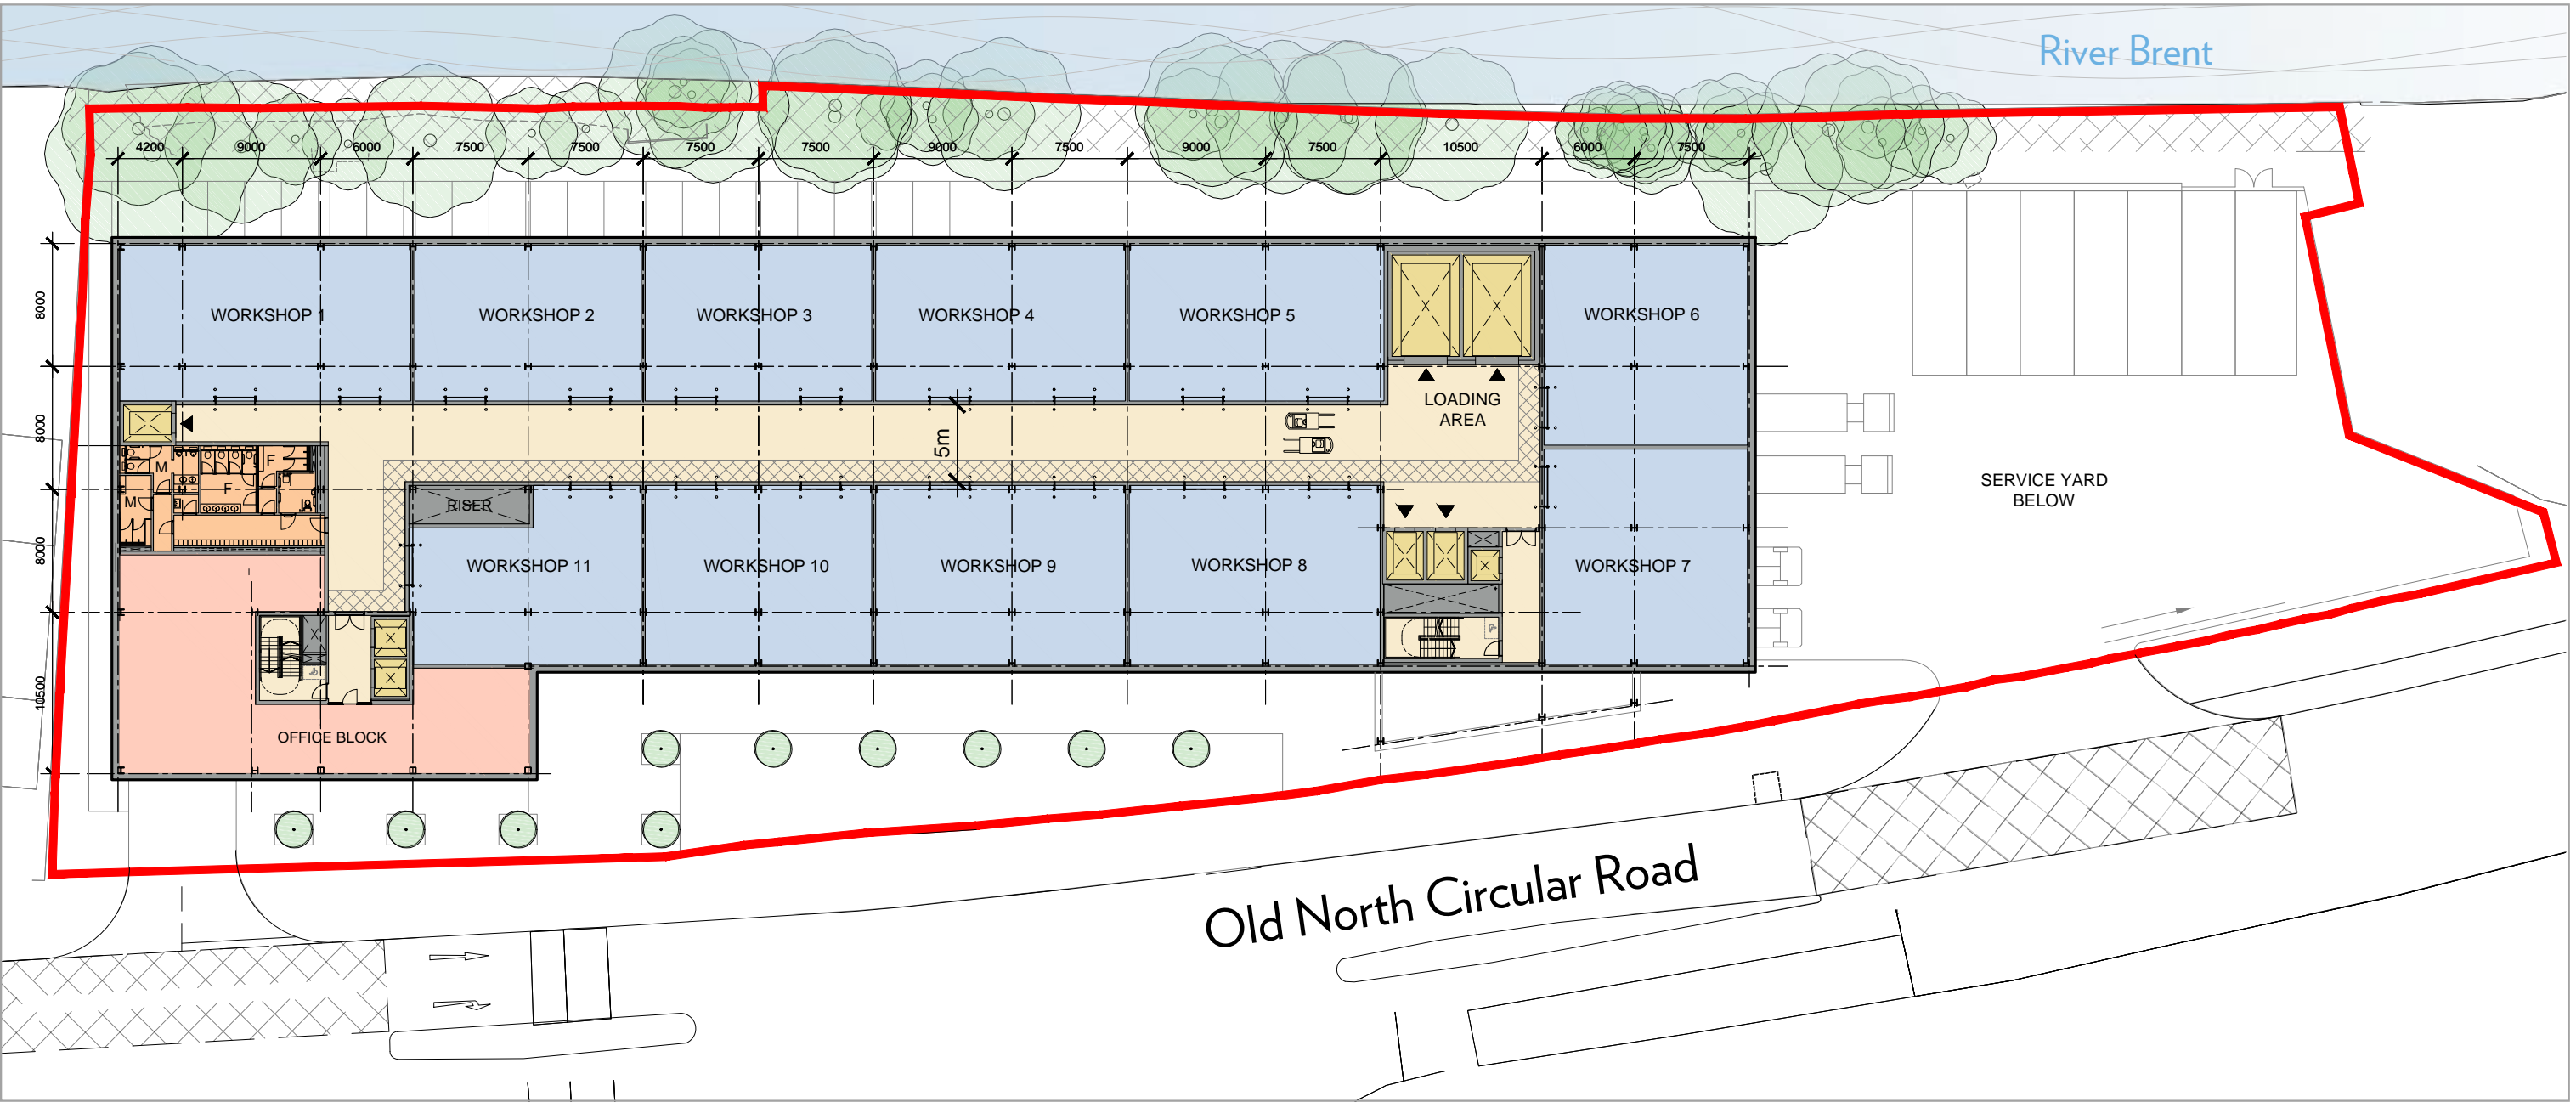 River Brent
4200 9000 6000 7500 7500 7500 7500 9000 7500 9000 7500 10500 6000 7500
8000
8000
8000
10500
WORKSHOP 1
WORKSHOP 2
WORKSHOP 3
WORKSHOP 4
WORKSHOP 5
WORKSHOP 6
LOADING
AREA
5m
M
F
F
M
RISER
SERVICE YARD
BELOW
WORKSHOP 11
WORKSHOP 10
WORKSHOP 9
WORKSHOP 8
WORKSHOP 7
OFFICE BLOCK
Old North Circular Road